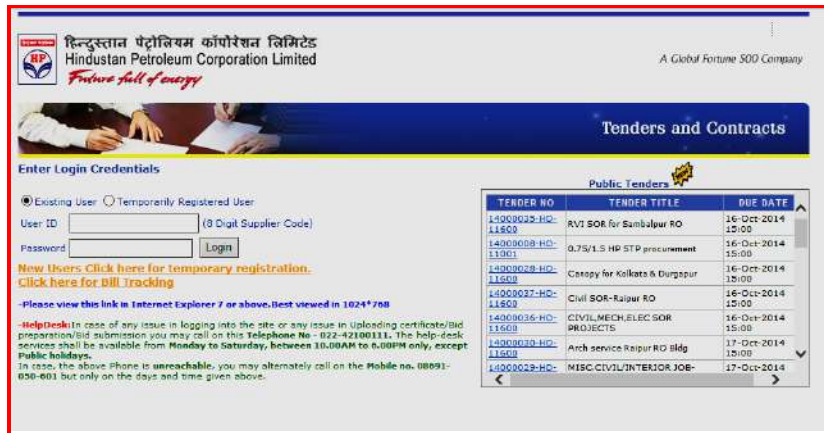 हिन्दुस्तान पेट्रोलियम कॉर्पोरेशन लिमिटेड
HP
Hindustan Petroleum Corporation Limited
Future full of energy
A Global Fortune 500 Company
Tenders and Contracts
Enter Login Credentials
Existing User Temporarily Registered User
User ID (8 Digit Supplier Code)
Password Login
New Users Click here for temporary registration.
Click here for Bill Tracking
-Please view this link in Internet Explorer 7 or above.Best viewed in 1024*768
-HelpDesk:In case of any issue in logging into the site or any issue in Uploading certificate/Bid
preparation/Bid submission you may call on this Telephone No - 022-42100111. The help-desk
services shall be available from Monday to Saturday, between 10.00AM to 6.00PM only, except
Public holidays.
In case, the above Phone is unreachable, you may alternately call on the Mobile no. 08691-
050-601 but only on the days and time given above.
Public Tenders
TENDER NO TENDER TITLE DUE DATE
14000035-HD-11600 RVI SOR for Sambalpur RO 16-Oct-2014 15:00
14000008-HD-11001 0.75/1.5 HP STP procurement 16-Oct-2014 15:00
14000028-HD-11600 Canopy for Kolkata & Durgapur 16-Oct-2014 15:00
14000037-HD-11600 Civil SOR-Raipur RO 16-Oct-2014 15:00
14000036-HD-11600 CIVIL,MECH,ELEC SOR PROJECTS 16-Oct-2014 15:00
14000030-HD-11600 Arch service Raipur RO Bldg 17-Oct-2014 15:00
14000029-HD- MISC.CIVIL/INTERIOR JOB- 17-Oct-2014